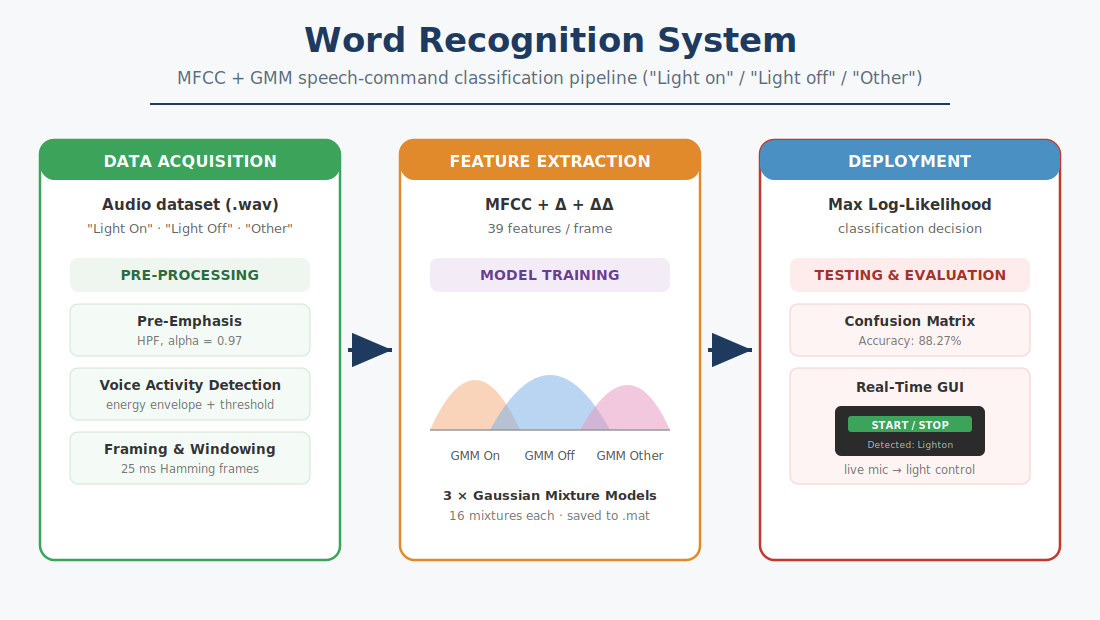 Word Recognition System
MFCC + GMM speech-command classification pipeline ("Light on" / "Light off" / "Other")
DATA ACQUISITION
Audio dataset (.wav)
"Light On" · "Light Off" · "Other"
PRE-PROCESSING
Pre-Emphasis
HPF, alpha = 0.97
Voice Activity Detection
energy envelope + threshold
Framing & Windowing
25 ms Hamming frames
FEATURE EXTRACTION
MFCC + Δ + ΔΔ
39 features / frame
MODEL TRAINING
GMM On GMM Off GMM Other
3 × Gaussian Mixture Models
16 mixtures each · saved to .mat
DEPLOYMENT
Max Log-Likelihood
classification decision
TESTING & EVALUATION
Confusion Matrix
Accuracy: 88.27%
Real-Time GUI
START / STOP
Detected: Lighton
live mic → light control